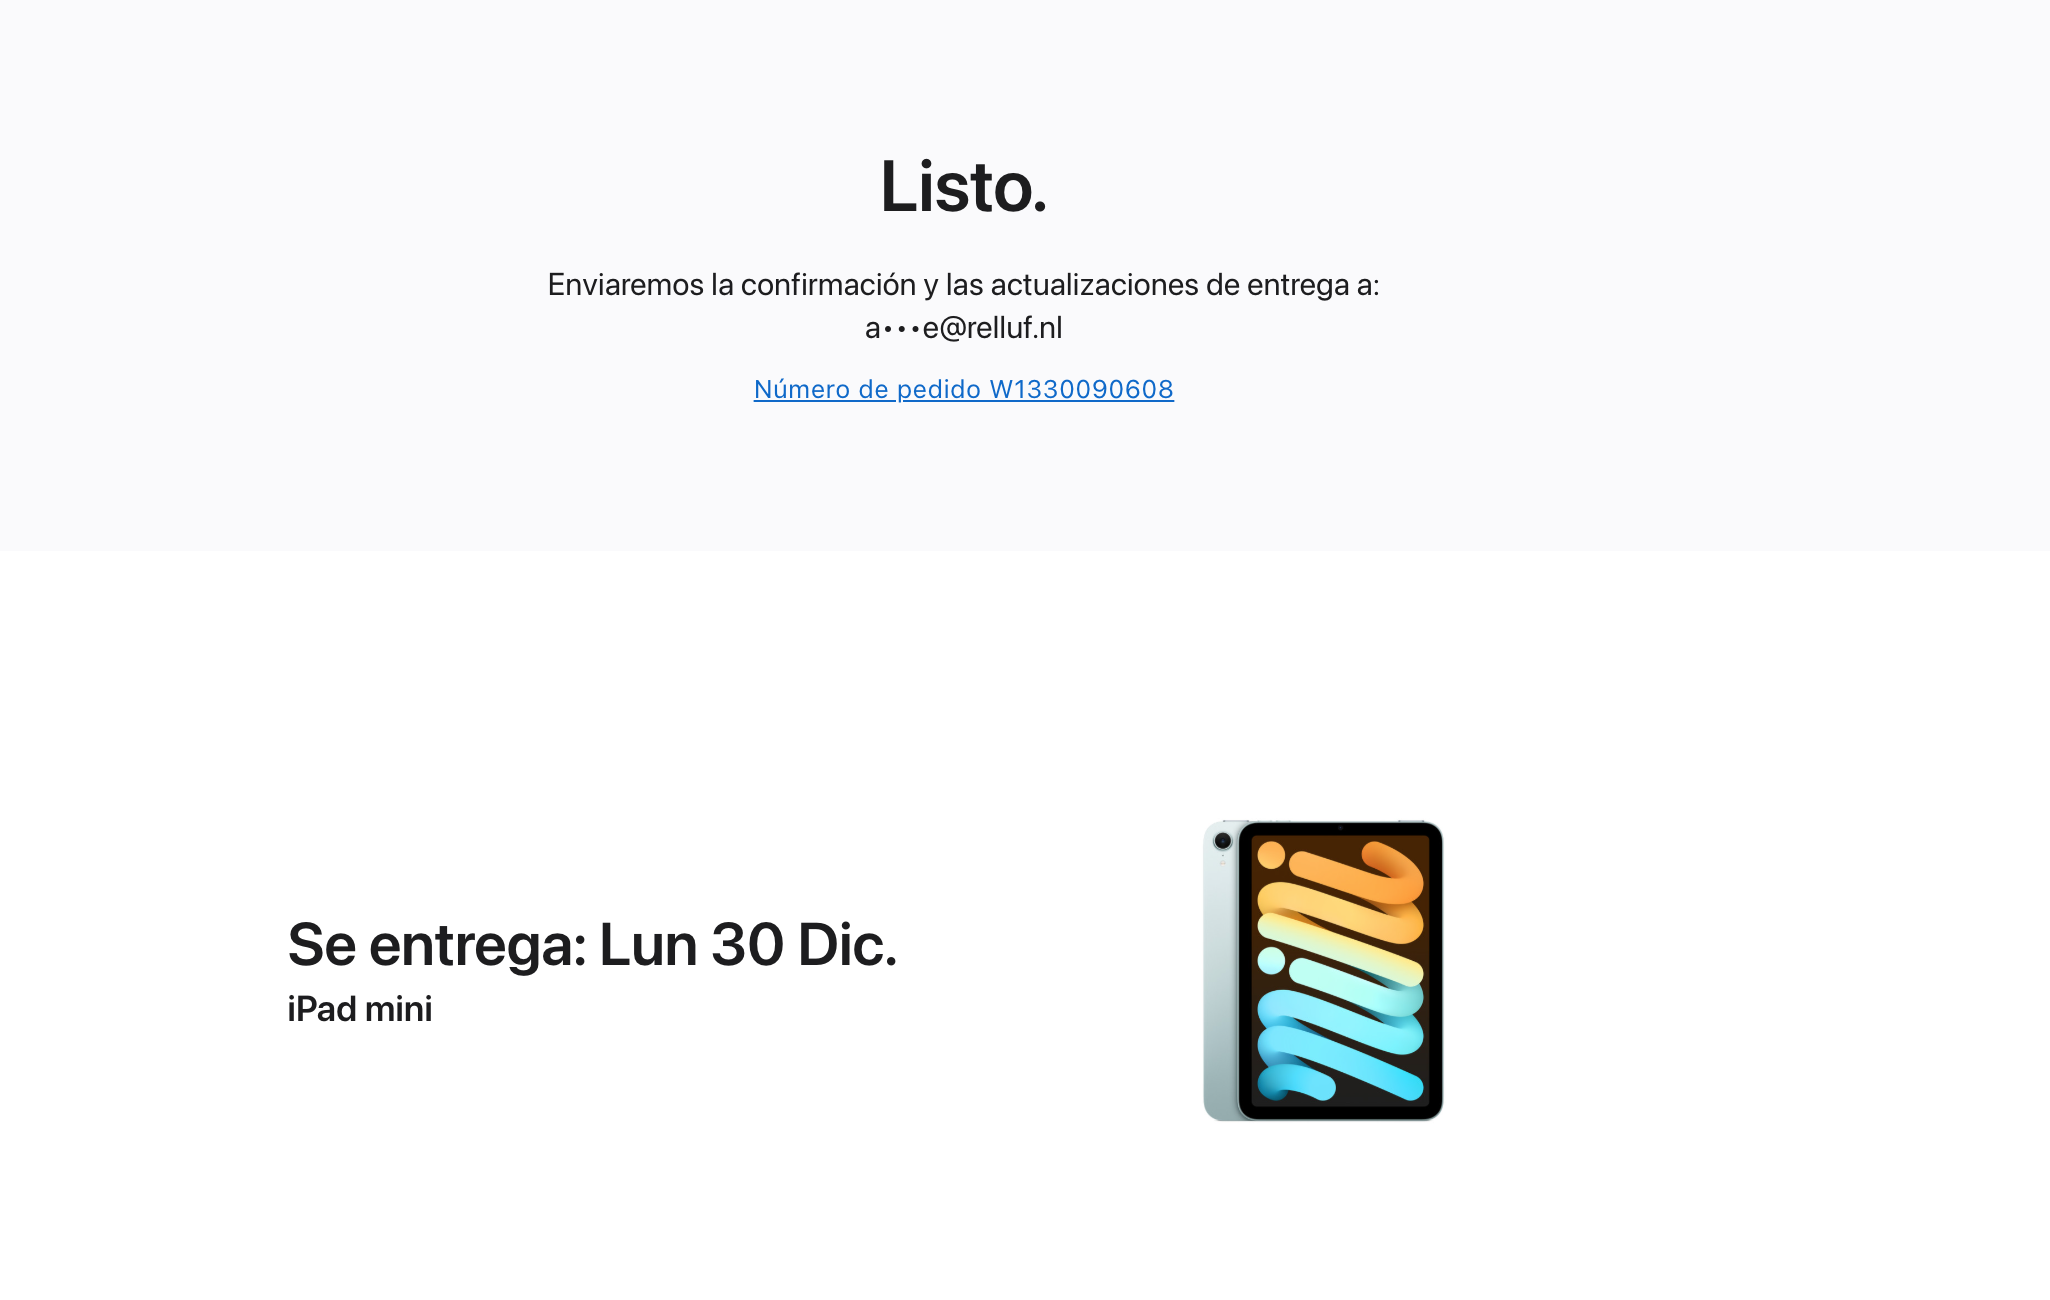 Listo.
Enviaremos la confirmación y las actualizaciones de entrega a:
a•••e@relluf.nl
Número de pedido W1330090608
Se entrega: Lun 30 Dic.
iPad mini